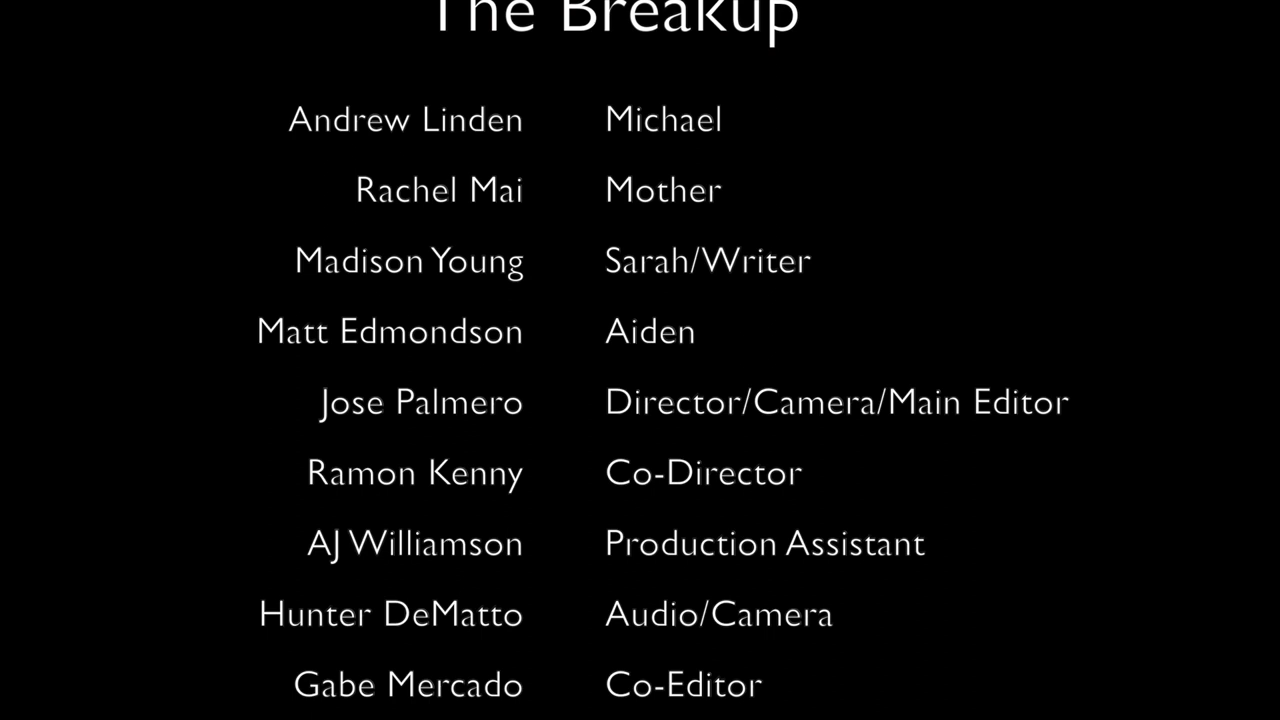 The Breakup
Andrew Linden Michael
Rachel Mai Mother
Madison Young Sarah/Writer
Matt Edmondson Aiden
Jose Palmero Director/Camera/Main Editor
Ramon Kenny Co-Director
AJ Williamson Production Assistant
Hunter DeMatto Audio/Camera
Gabe Mercado Co-Editor